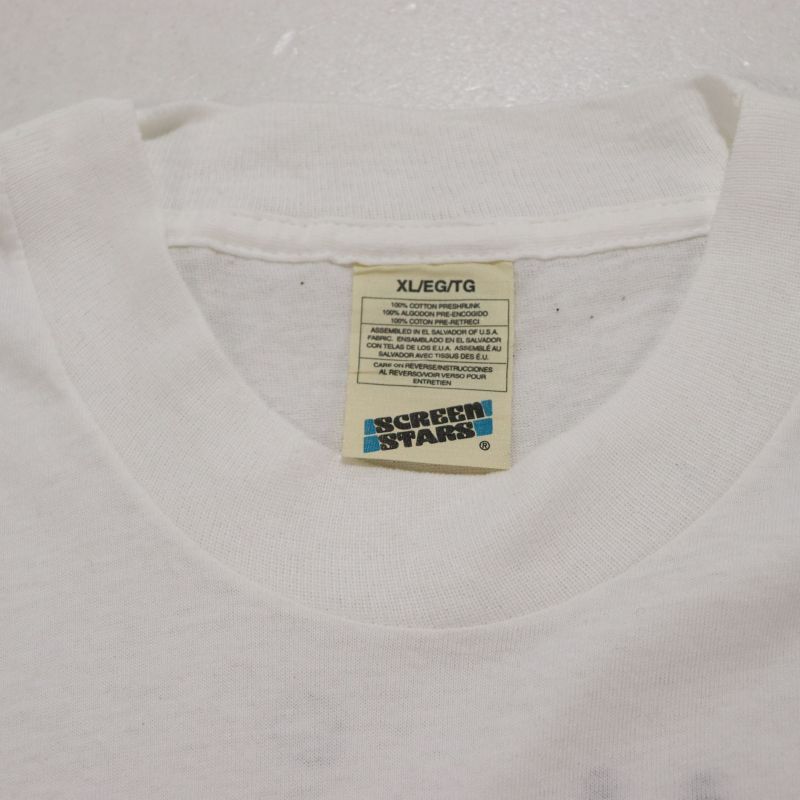 XL/EG/TG
100% COTTON PRESHRUNK
100% ALGODON PRE-ENCOGIDO
100% COTON PRE-RETRECI
ASSEMBLED IN EL SALVADOR OF U.S.A.
FABRIC. ENSAMBLADO EN EL SALVADOR
CON TELAS DE LOS E.U.A. ASSEMBLÉ AU
SALVADOR AVEC TISSUS DES É.U.
CARE ON REVERSE/INSTRUCCIONES
AL REVERSO/VOIR VERSO POUR
ENTRETIEN
SCREEN
STARS®